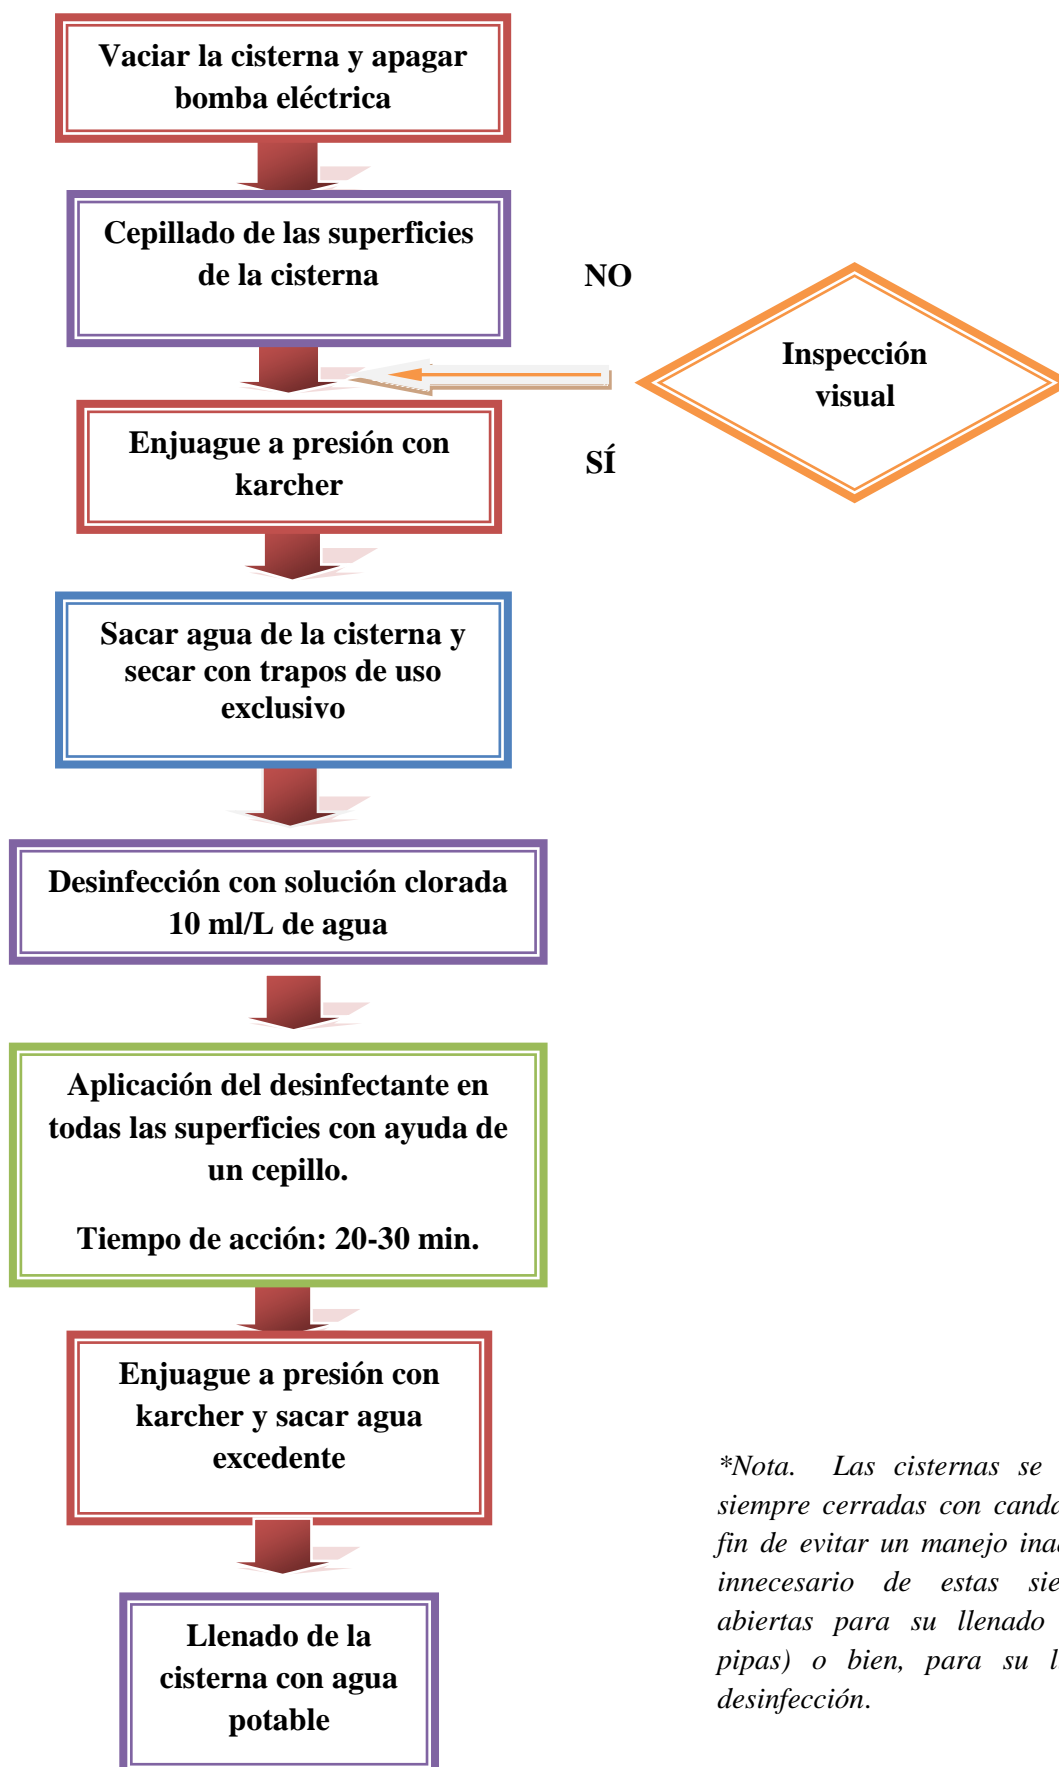 Vaciar la cisterna y apagar
bomba eléctrica
Cepillado de las superficies
de la cisterna
NO
Inspección
visual
Enjuague a presión con
karcher
SÍ
Sacar agua de la cisterna y
secar con trapos de uso
exclusivo
Desinfección con solución clorada
10 ml/L de agua
Aplicación del desinfectante en
todas las superficies con ayuda de
un cepillo.
Tiempo de acción: 20-30 min.
Enjuague a presión con
karcher y sacar agua
excedente
*Nota. Las cisternas se
siempre cerradas con
fin de evitar un manejo
innecesario de estas
abiertas para su llenado
pipas) o bien, para su
desinfección.
Llenado de la
cisterna con agua
potable